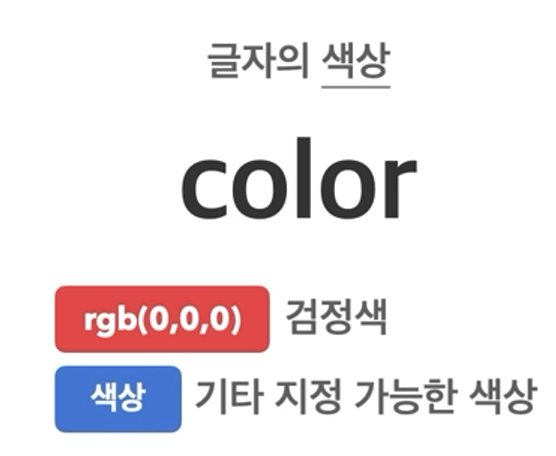 글자의 색상
color
rgb(0,0,0) 검정색
색상 기타 지정 가능한 색상